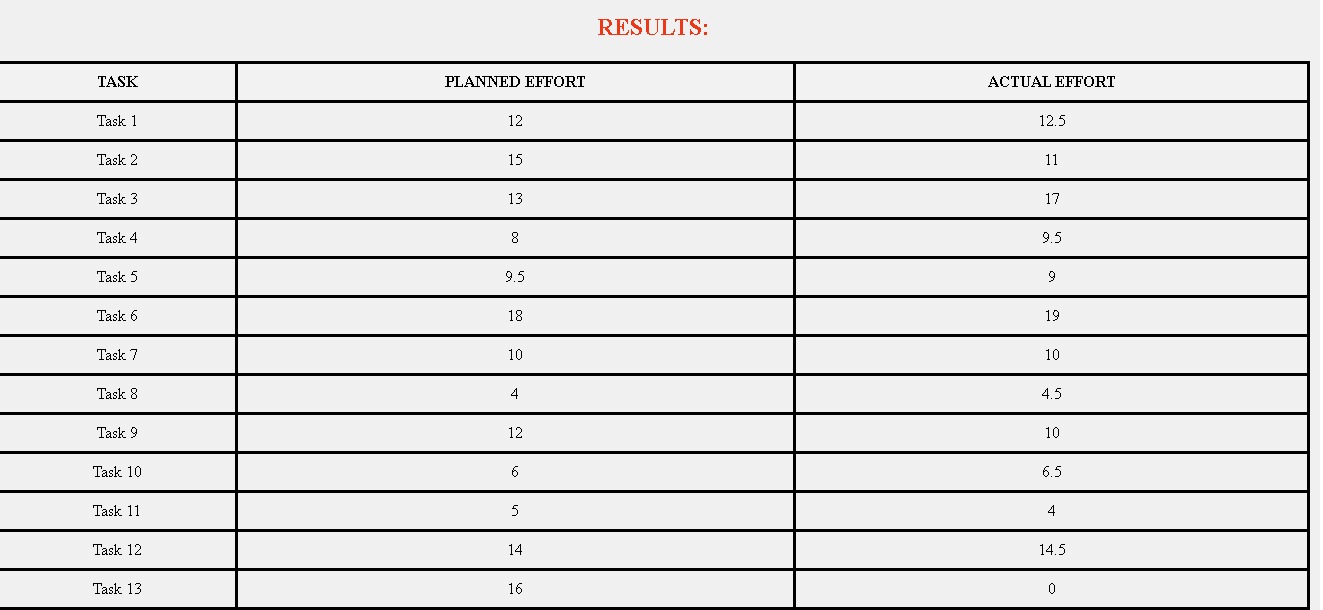 RESULTS:
TASK PLANNED EFFORT ACTUAL EFFORT
Task 1 12 12.5
Task 2 15 11
Task 3 13 17
Task 4 8 9.5
Task 5 9.5 9
Task 6 18 19
Task 7 10 10
Task 8 4 4.5
Task 9 12 10
Task 10 6 6.5
Task 11 5 4
Task 12 14 14.5
Task 13 16 0